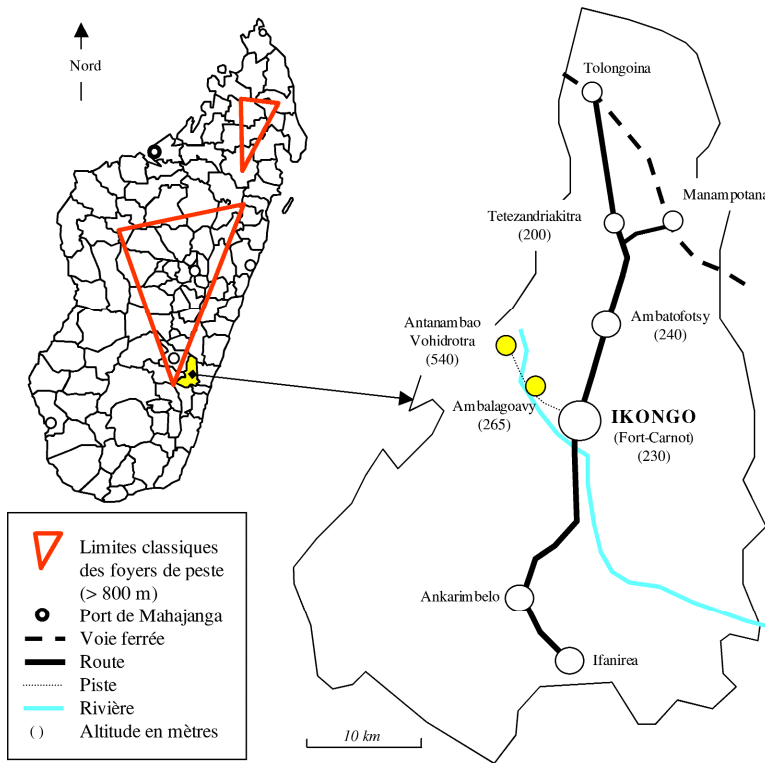 Nord
Tolongoina
Manampotana
Tetezandriakitra
(200)
Antanambao
Vohidrotra
(540)
Ambatofotsy
(240)
Ambalagoavy
(265)
IKONGO
(Fort-Carnot)
(230)
Ankarimbelo
Ifanirea
10 km
Limites classiques
des foyers de peste
(> 800 m)
Port de Mahajanga
Voie ferrée
Route
Piste
Rivière
( ) Altitude en mètres